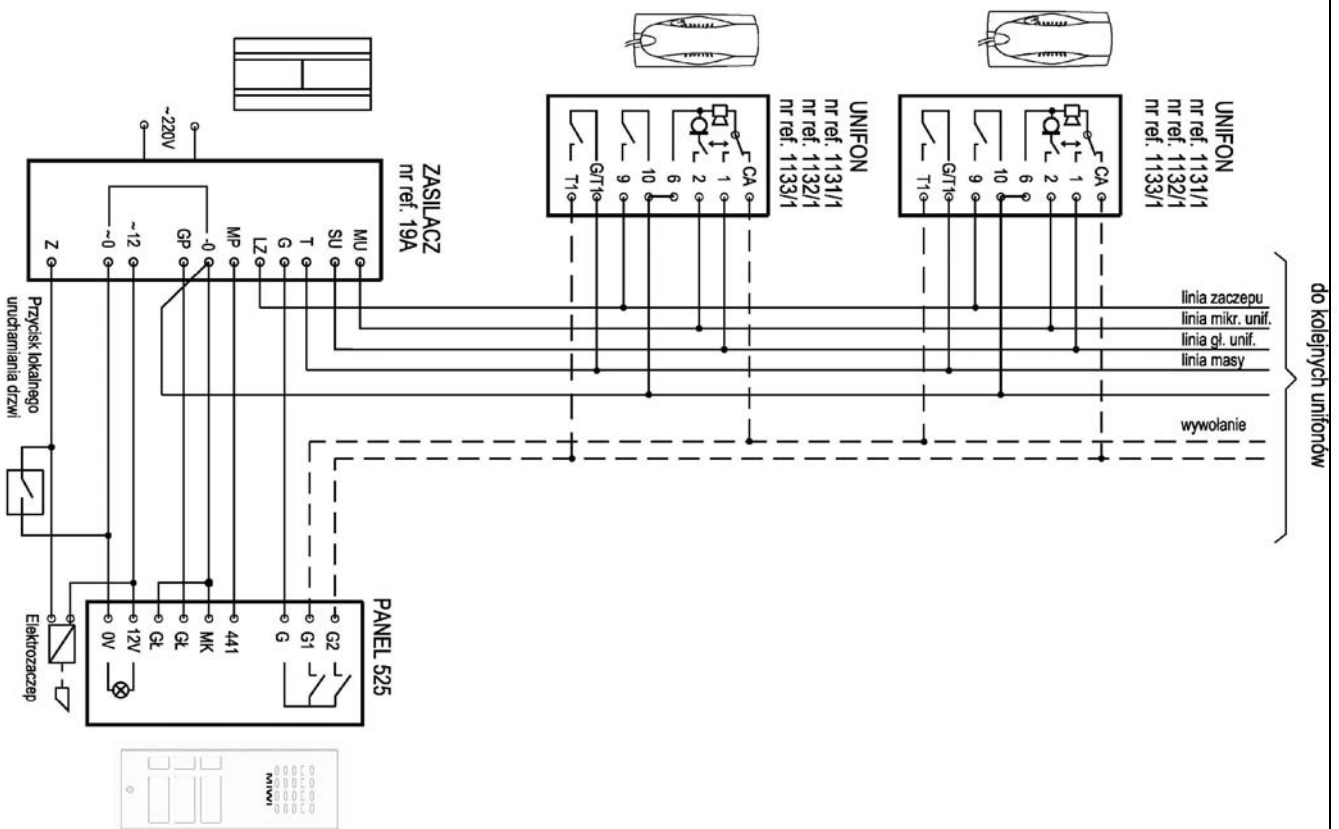 UNIFON
nr ref. 1131/1
nr ref. 1132/1
nr ref. 1133/1
CA
1
2
6
10
9
G/T1
T1
UNIFON
nr ref. 1131/1
nr ref. 1132/1
nr ref. 1133/1
CA
1
2
6
10
9
G/T1
T1
~220V
ZASILACZ
nr ref. 19A
MU
SU
T
G
LZ
MP
-0
GP
~12
~0
Z
do kolejnych unifonów
linia zaczepu
linia mikr. unif.
linia gł. unif.
linia masy
wywołanie
Przycisk lokalnego
uruchamiania drzwi
Elektrozaczep
PANEL 525
G2
G1
G
441
MK
GŁ
GŁ
12V
0V
MIWI